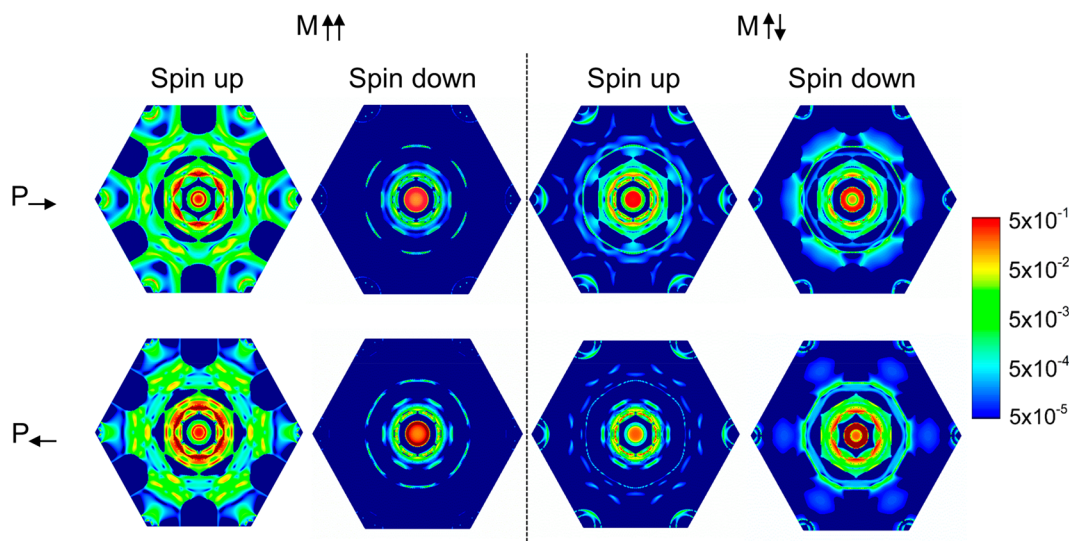 M↑↑ M↑↓
Spin up Spin down Spin up Spin down
P→
P←
5x10⁻¹
5x10⁻²
5x10⁻³
5x10⁻⁴
5x10⁻⁵